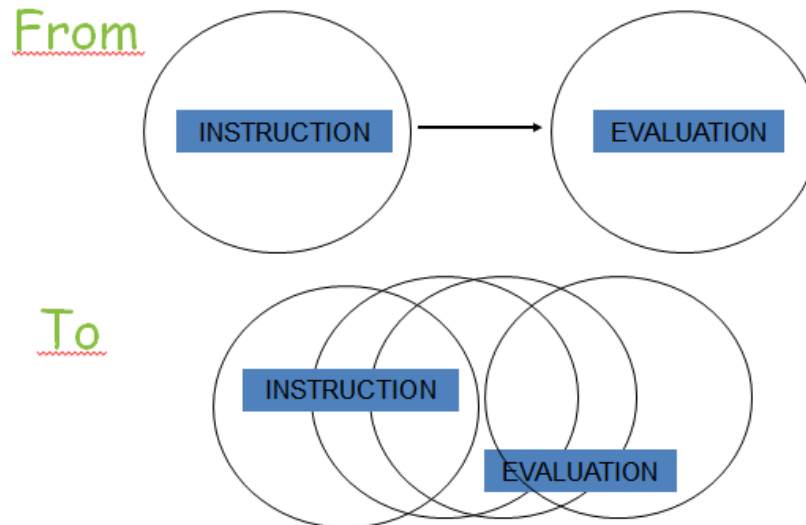 From
INSTRUCTION
EVALUATION
To
INSTRUCTION
EVALUATION